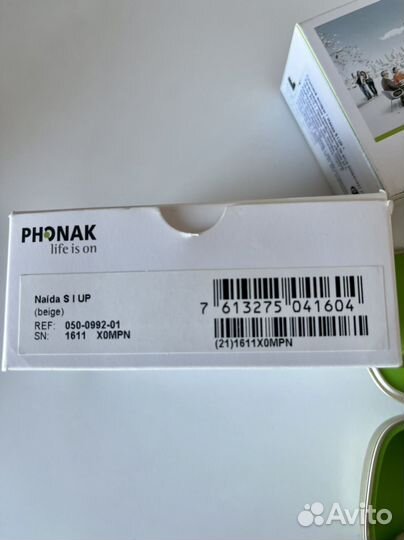 PHONAK
life is on
Naída S I UP
(beige)
REF: 050-0992-01
SN: 1611 X0MPN
7 613275 041604
(21)1611X0MPN
Avito